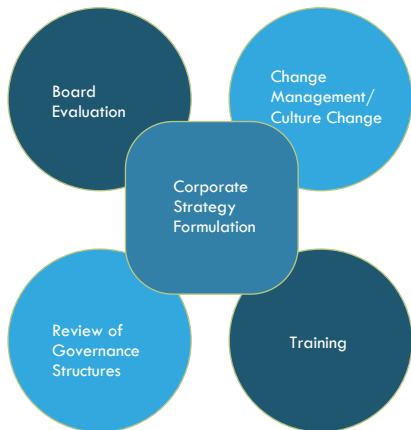 Board
Evaluation
Change
Management/
Culture Change
Corporate
Strategy
Formulation
Review of
Governance
Structures
Training